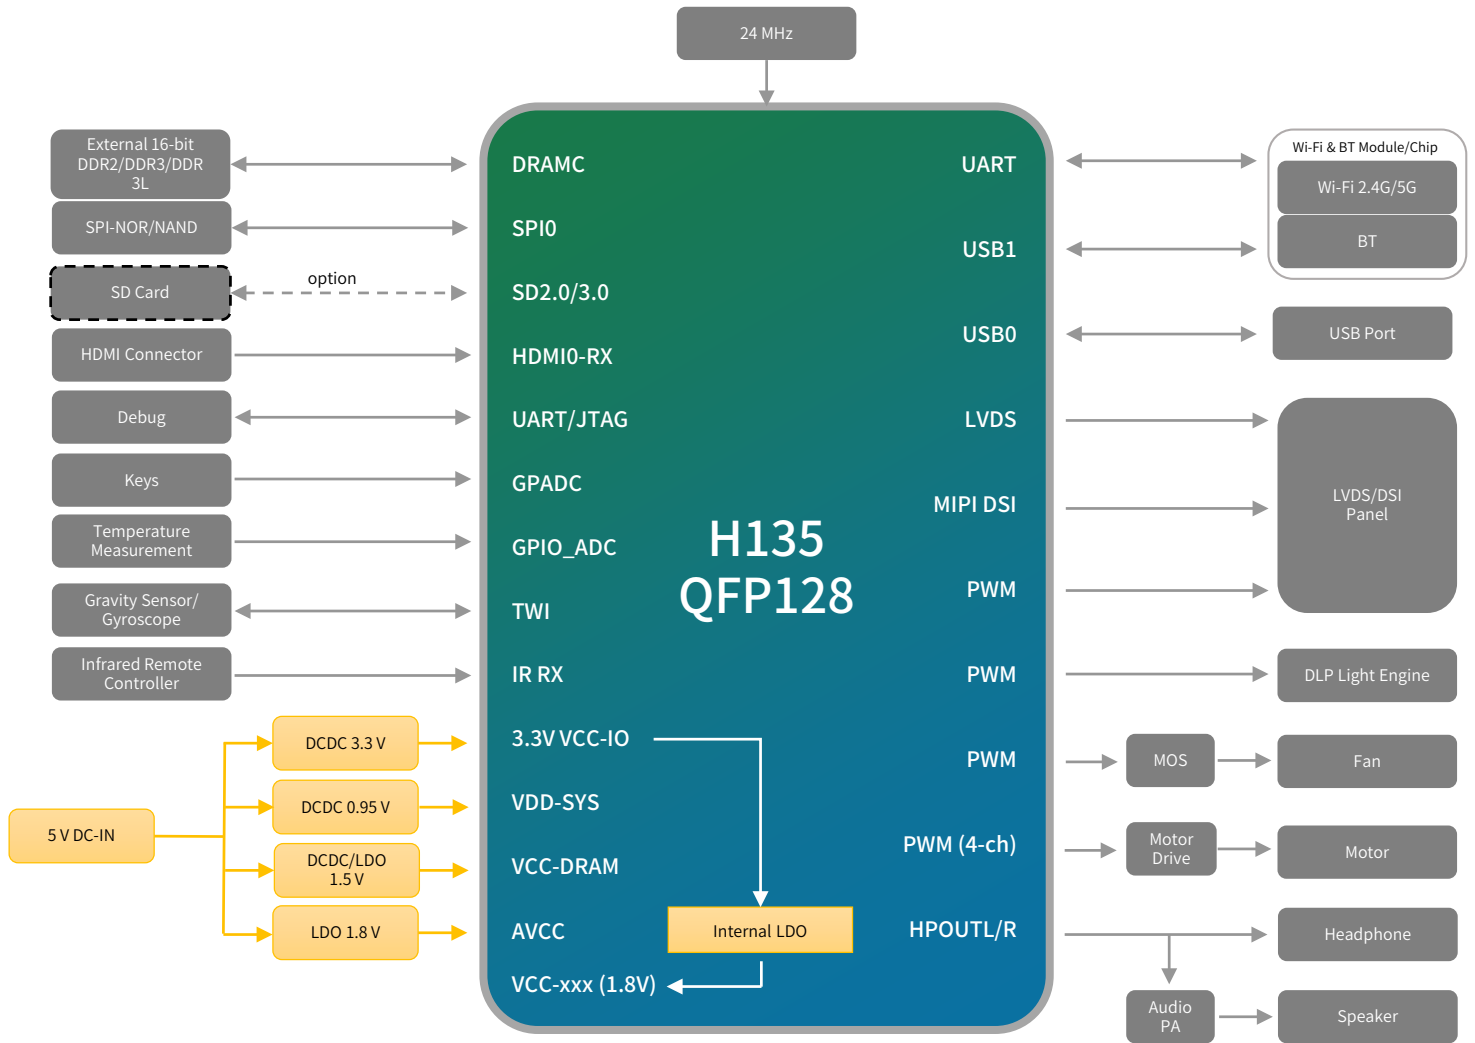 24 MHz
External 16-bit
DDR2/DDR3/DDR
3L
SPI-NOR/NAND
SD Card
option
HDMI Connector
Debug
Keys
Temperature
Measurement
Gravity Sensor/
Gyroscope
Infrared Remote
Controller
5 V DC-IN
DCDC 3.3 V
DCDC 0.95 V
DCDC/LDO
1.5 V
LDO 1.8 V
DRAMC
SPI0
SD2.0/3.0
HDMI0-RX
UART/JTAG
GPADC
GPIO_ADC
TWI
IR RX
3.3V VCC-IO
VDD-SYS
VCC-DRAM
AVCC
VCC-xxx (1.8V)
H135
QFP128
Internal LDO
UART
USB1
USB0
LVDS
MIPI DSI
PWM
PWM
PWM
PWM (4-ch)
HPOUTL/R
Wi-Fi & BT Module/Chip
Wi-Fi 2.4G/5G
BT
USB Port
LVDS/DSI
Panel
DLP Light Engine
MOS
Fan
Motor
Drive
Motor
Headphone
Audio
PA
Speaker